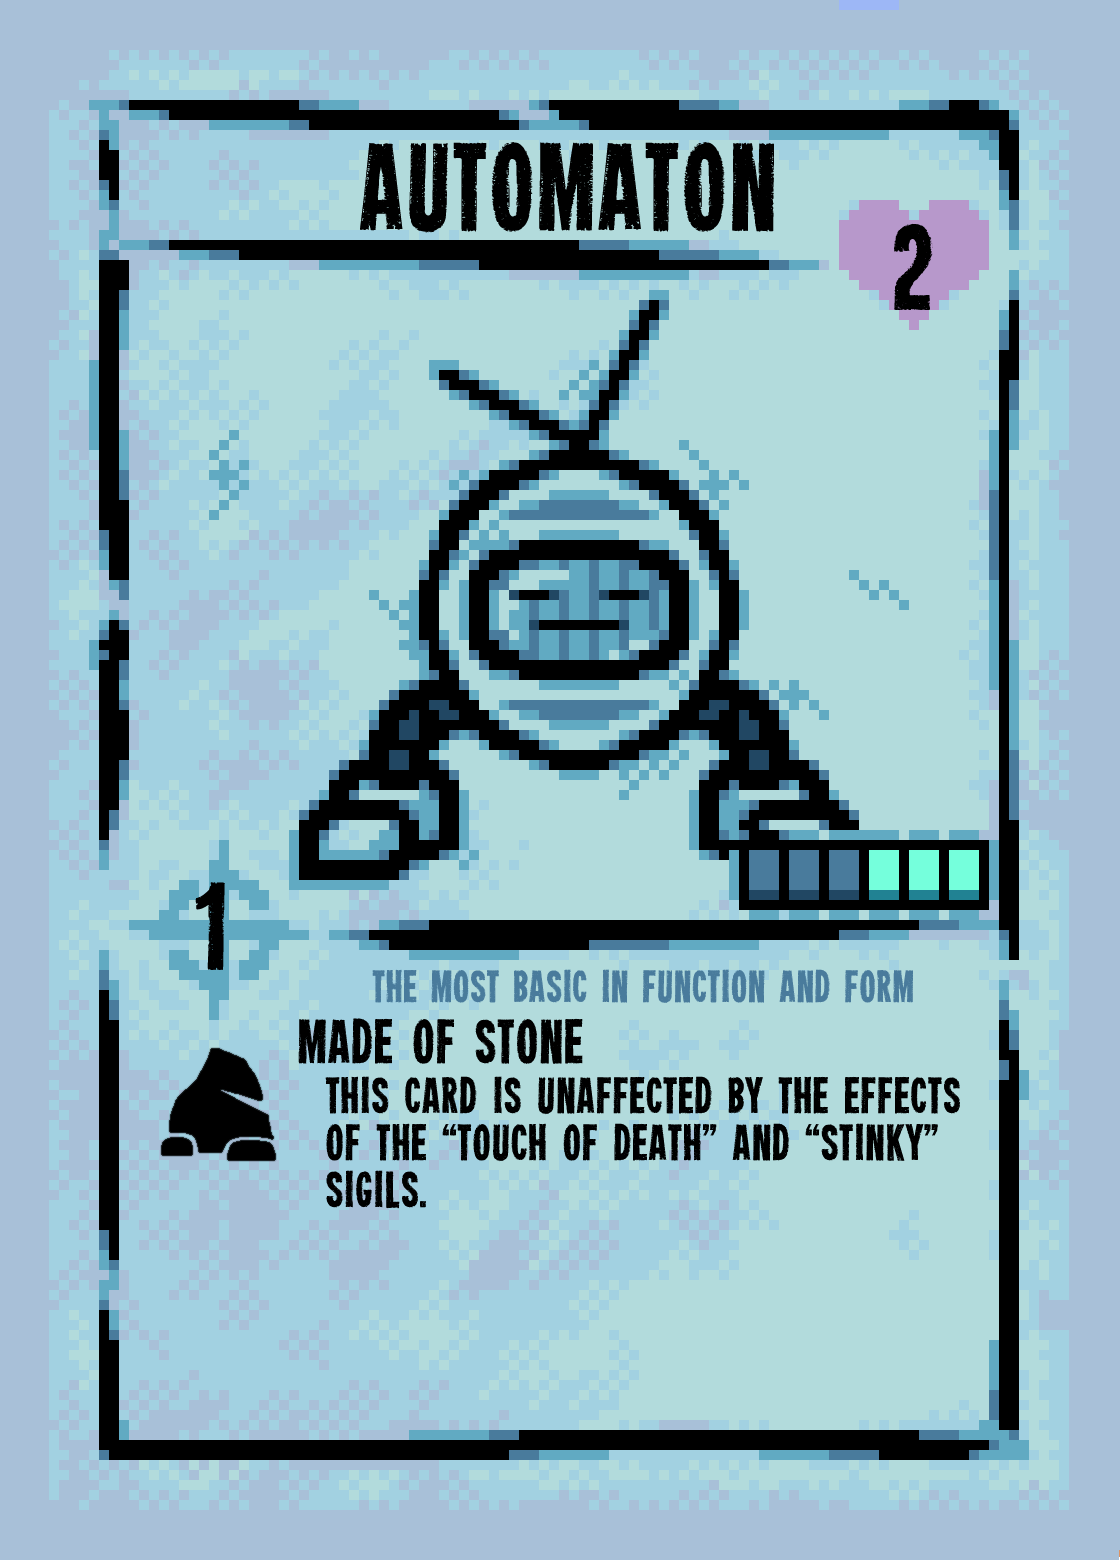 AUTOMATON
2
1
THE MOST BASIC IN FUNCTION AND FORM
MADE OF STONE
THIS CARD IS UNAFFECTED BY THE EFFECTS
OF THE “TOUCH OF DEATH” AND “STINKY”
SIGILS.